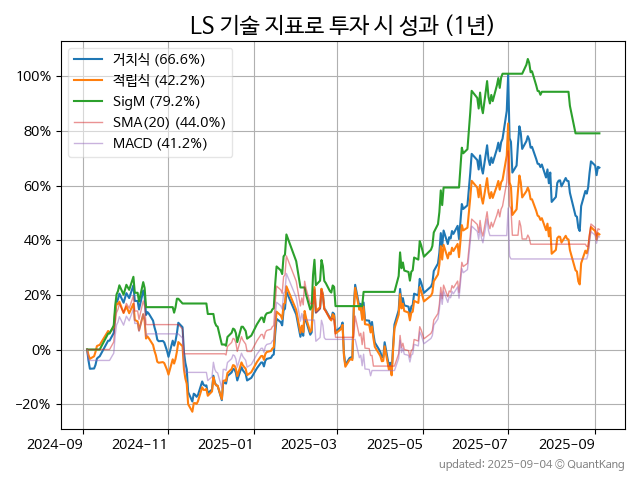 LS 기술 지표로 투자 시 성과 (1년)
거치식 (66.6%)
적립식 (42.2%)
SigM (79.2%)
SMA(20) (44.0%)
MACD (41.2%)
100%
80%
60%
40%
20%
0%
−20%
2024-09 2024-11 2025-01 2025-03 2025-05 2025-07 2025-09
updated: 2025-09-04 © QuantKang